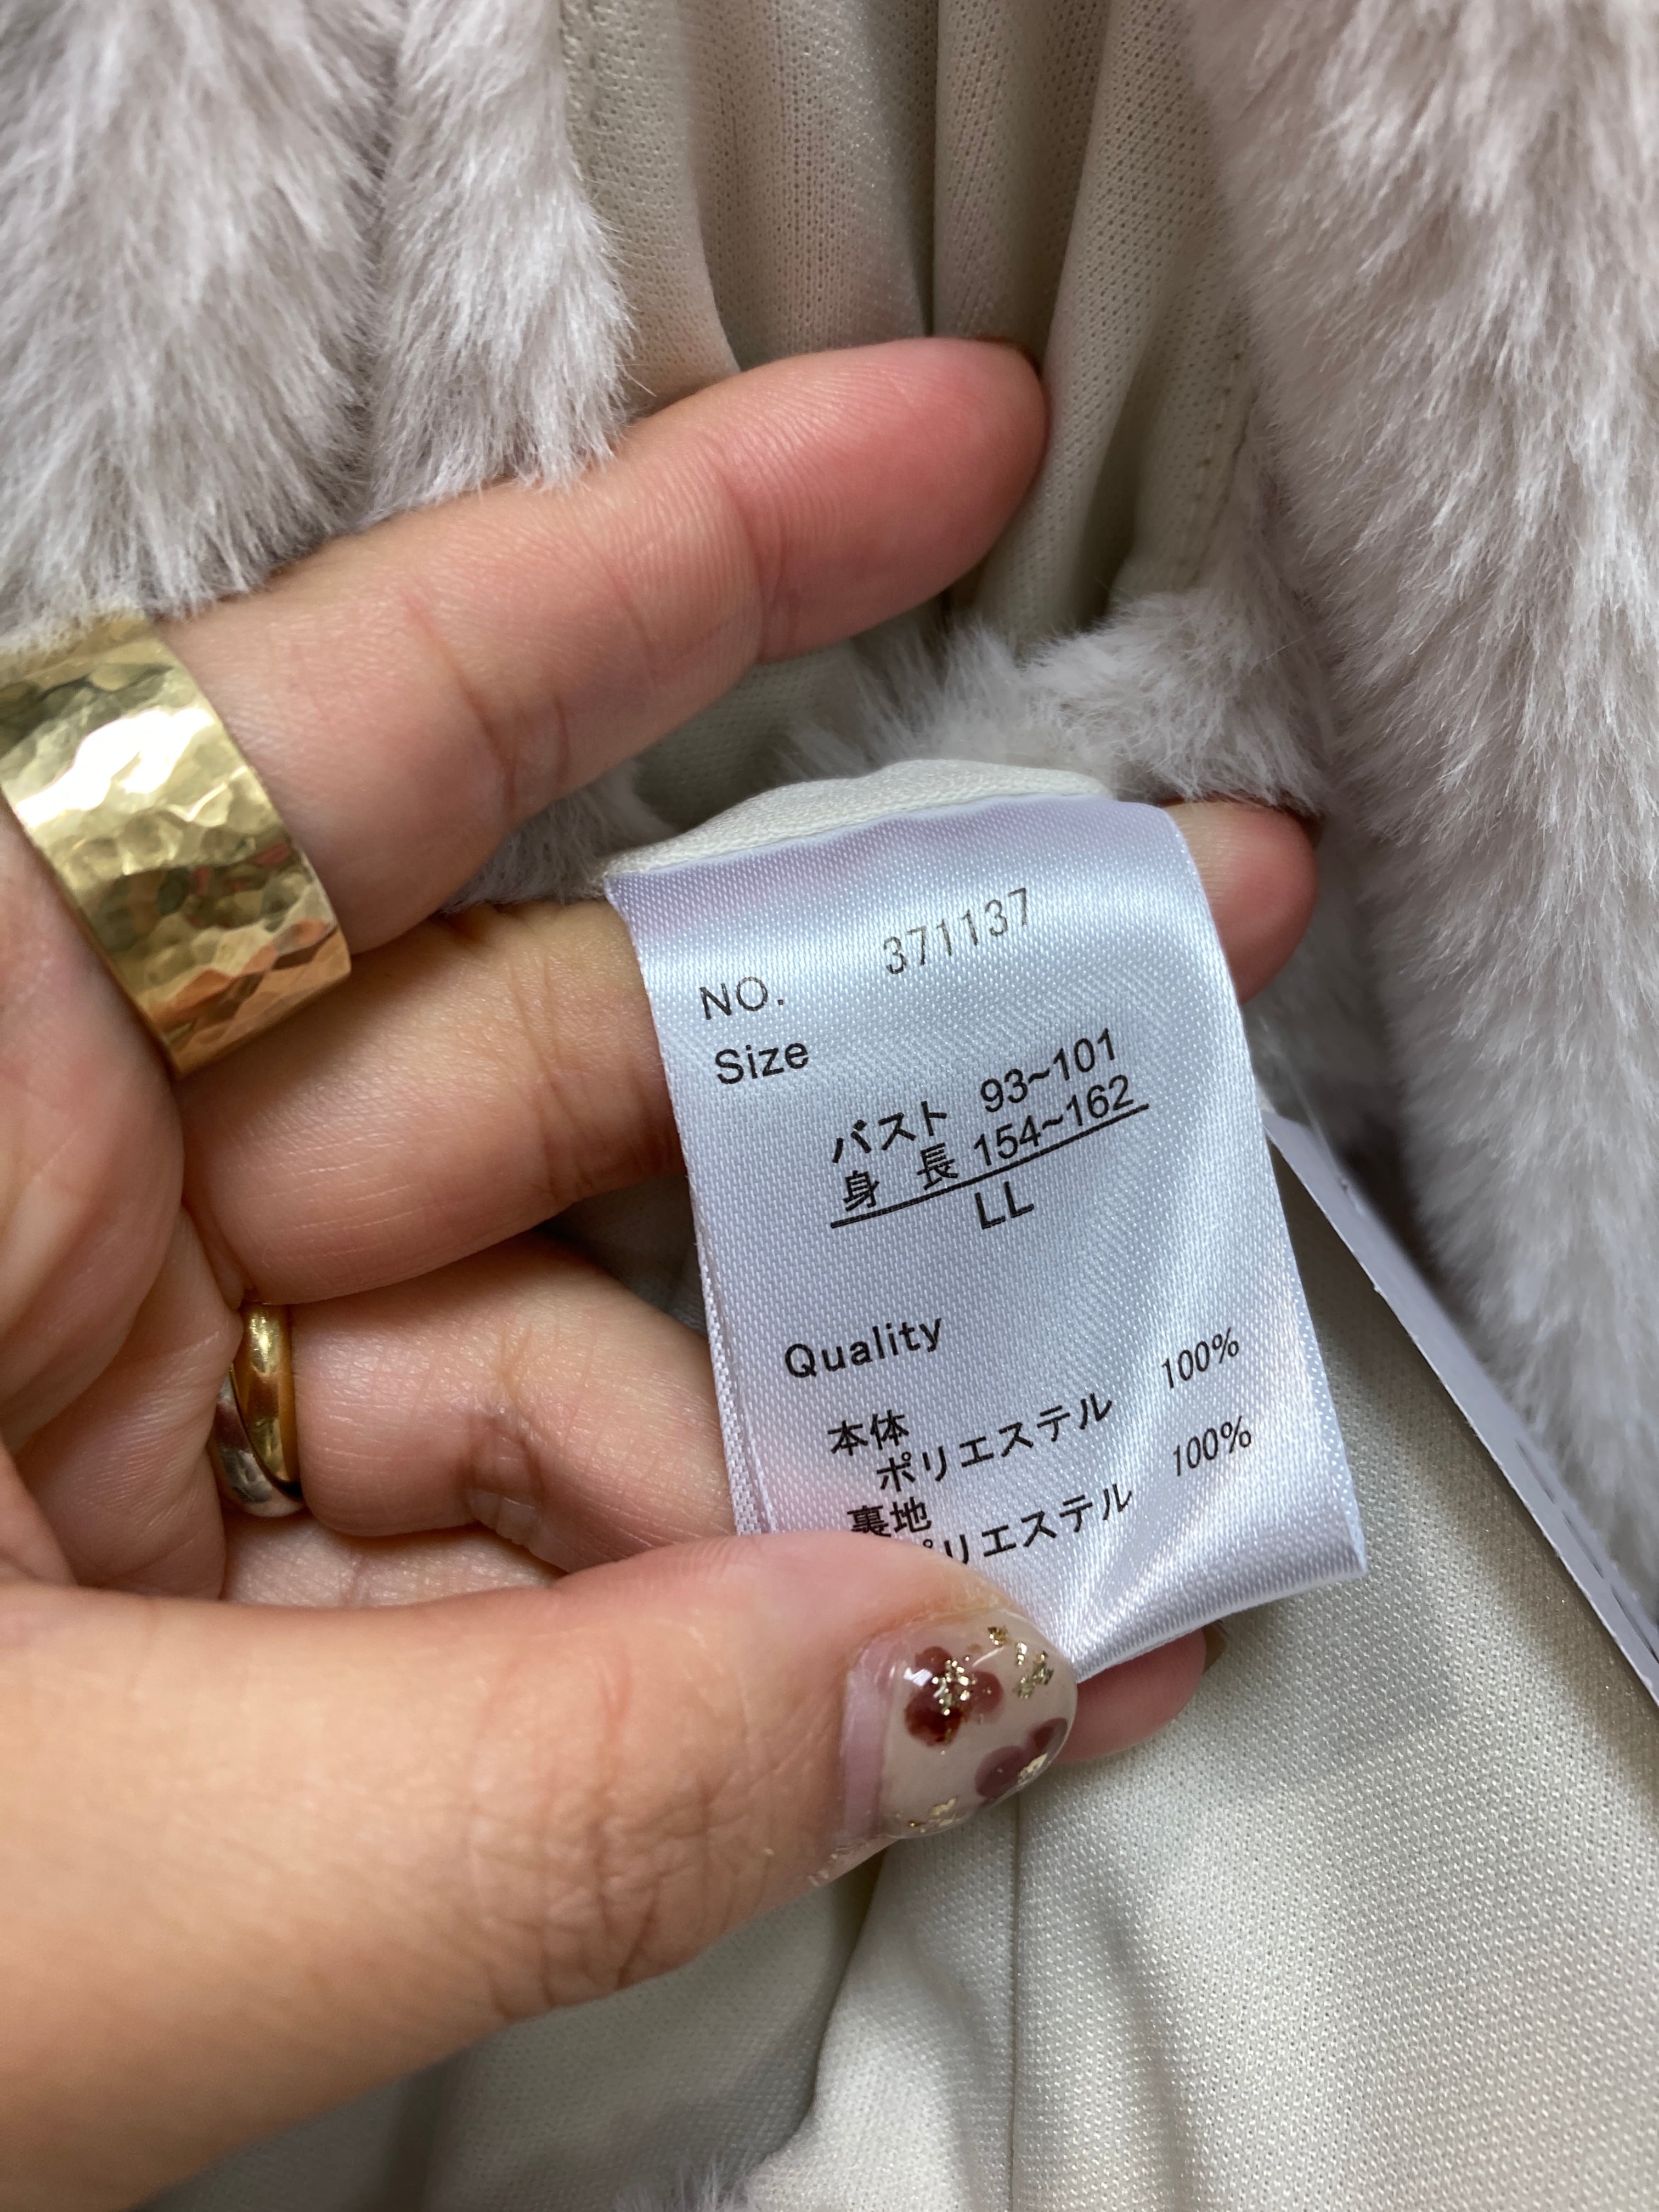 NO. 371137
Size
バスト 93~101
身 長 154~162
LL
Quality
本体
ポリエステル 100%
裏地
リエステル 100%